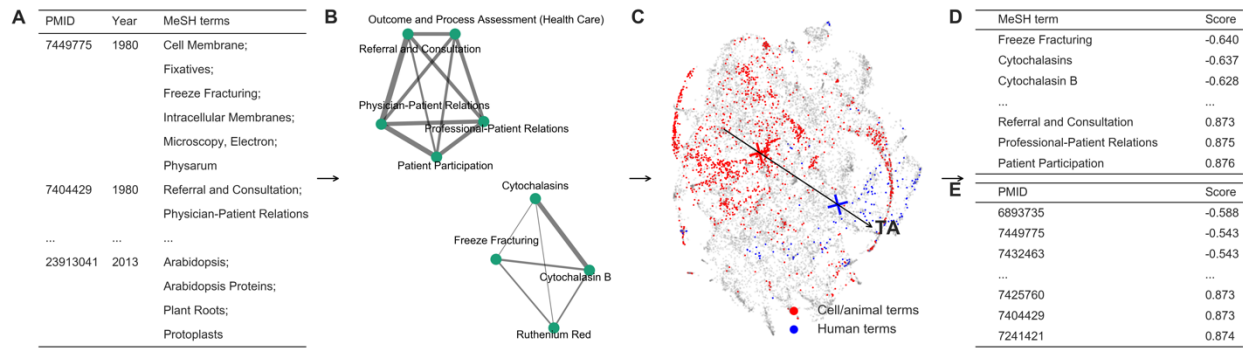 A
PMID Year MeSH terms
7449775 1980 Cell Membrane;
Fixatives;
Freeze Fracturing;
Intracellular Membranes;
Microscopy, Electron;
Physarum
7404429 1980 Referral and Consultation;
Physician-Patient Relations
... ... ...
23913041 2013 Arabidopsis;
Arabidopsis Proteins;
Plant Roots;
Protoplasts
B
Outcome and Process Assessment (Health Care)
Referral and Consultation
Physician-Patient Relations
Professional-Patient Relations
Patient Participation
Cytochalasins
Freeze Fracturing
Cytochalasin B
Ruthenium Red
C
TA
Cell/animal terms
Human terms
D
MeSH term Score
Freeze Fracturing -0.640
Cytochalasins -0.637
Cytochalasin B -0.628
... ...
Referral and Consultation 0.873
Professional-Patient Relations 0.875
Patient Participation 0.876
E
PMID Score
6893735 -0.588
7449775 -0.543
7432463 -0.543
... ...
7425760 0.873
7404429 0.873
7241421 0.874